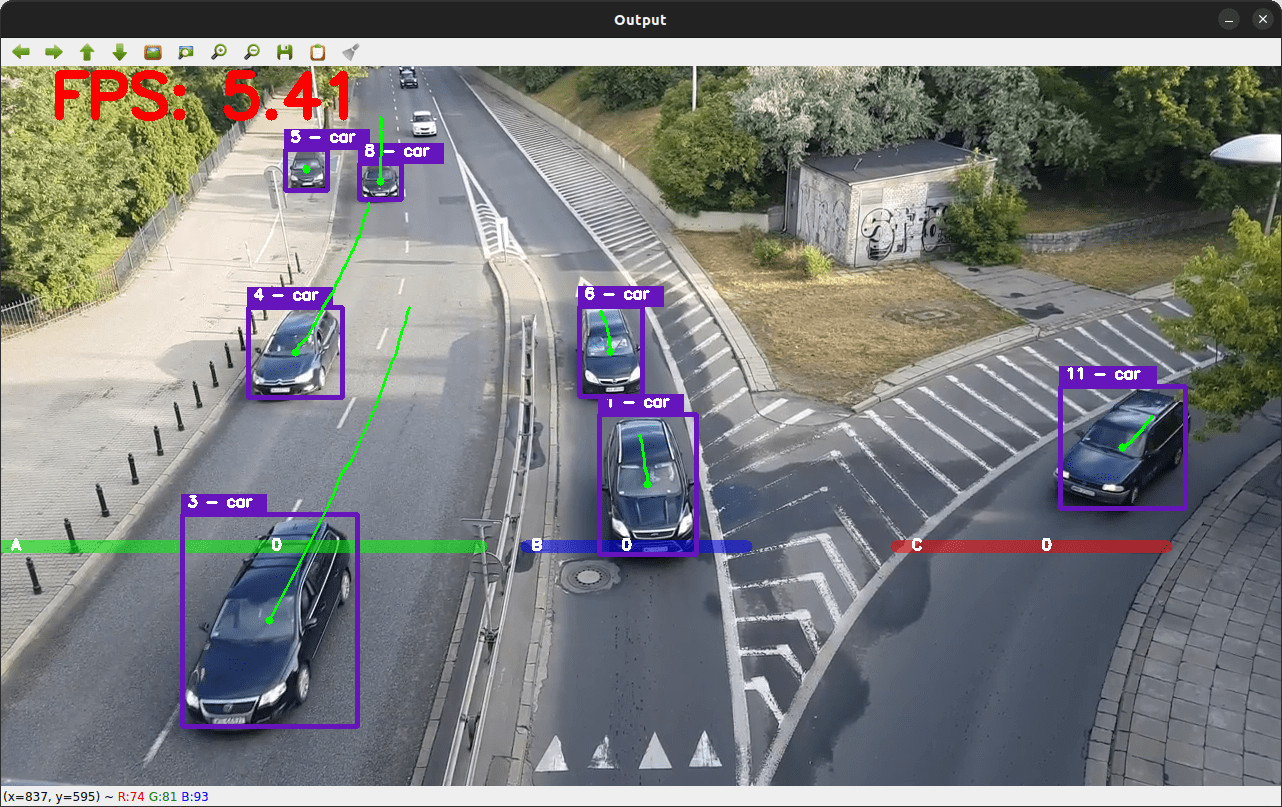 Output
FPS: 5.41
5 - car
8 - car
6 - car
4 - car
11 - car
1 - car
3 - car
A 0
B 0
C 0
(x=837, y=595) ~ R:74 G:81 B:93